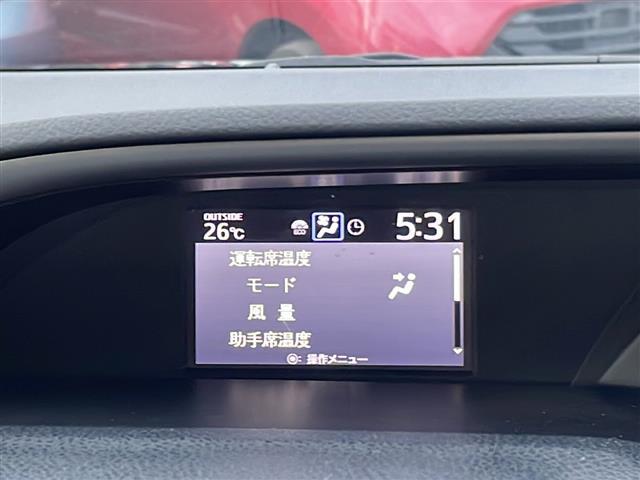 OUTSIDE
26℃ ECO 5:31
運転席温度
モード
風量
助手席温度
: 操作メニュー